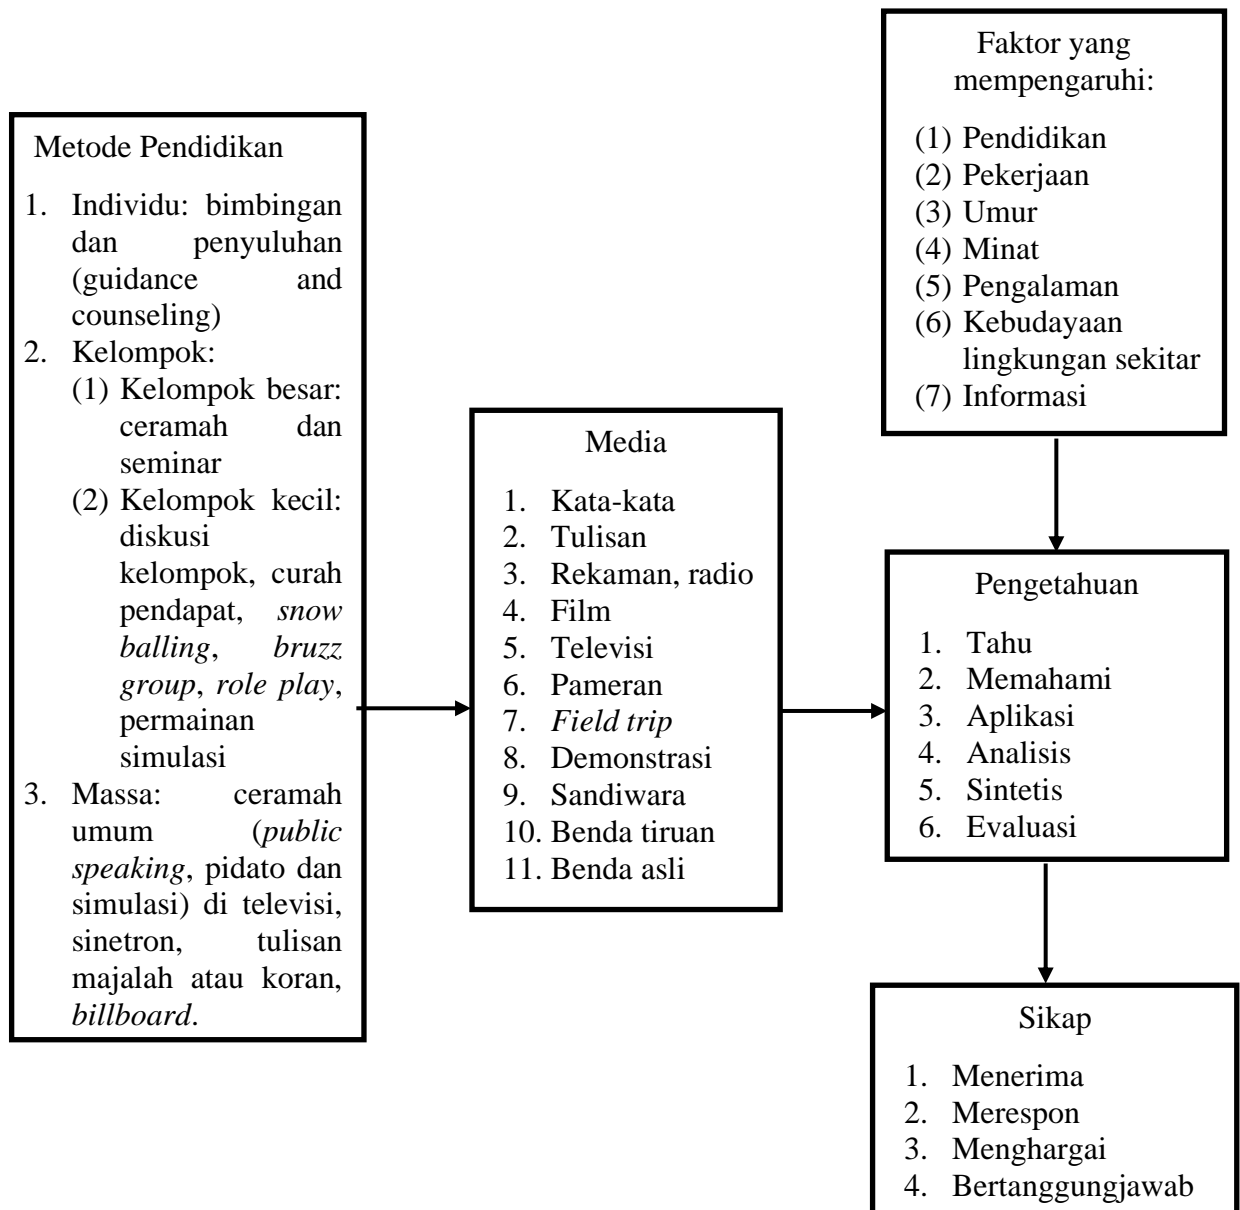 Metode Pendidikan
1. Individu: bimbingan
dan penyuluhan
(guidance and
counseling)
2. Kelompok:
(1) Kelompok besar:
ceramah dan
seminar
(2) Kelompok kecil:
diskusi
kelompok, curah
pendapat, snow
balling, bruzz
group, role play,
permainan
simulasi
3. Massa: ceramah
umum (public
speaking, pidato dan
simulasi) di televisi,
sinetron, tulisan
majalah atau koran,
billboard.
Media
1. Kata-kata
2. Tulisan
3. Rekaman, radio
4. Film
5. Televisi
6. Pameran
7. Field trip
8. Demonstrasi
9. Sandiwara
10. Benda tiruan
11. Benda asli
Faktor yang
mempengaruhi:
(1) Pendidikan
(2) Pekerjaan
(3) Umur
(4) Minat
(5) Pengalaman
(6) Kebudayaan
lingkungan sekitar
(7) Informasi
Pengetahuan
1. Tahu
2. Memahami
3. Aplikasi
4. Analisis
5. Sintetis
6. Evaluasi
Sikap
1. Menerima
2. Merespon
3. Menghargai
4. Bertanggungjawab